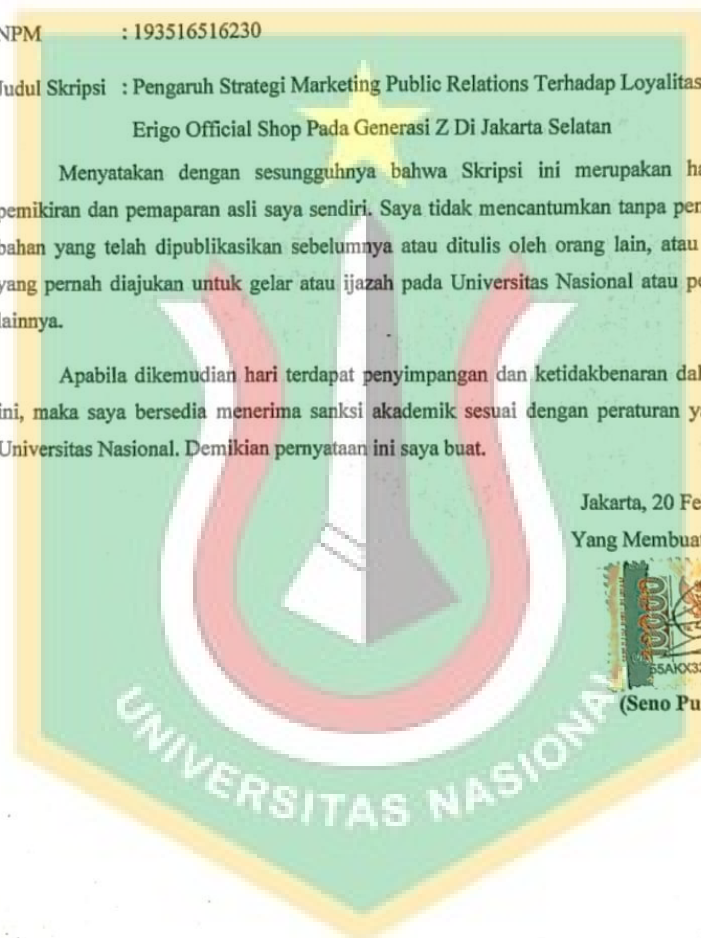 NPM : 193516516230
Judul Skripsi : Pengaruh Strategi Marketing Public Relations Terhadap Loyalitas
Erigo Official Shop Pada Generasi Z Di Jakarta Selatan
Menyatakan dengan sesungguhnya bahwa Skripsi ini merupakan ha
pemikiran dan pemaparan asli saya sendiri. Saya tidak mencantumkan tanpa pen
bahan yang telah dipublikasikan sebelumnya atau ditulis oleh orang lain, atau
yang pernah diajukan untuk gelar atau ijazah pada Universitas Nasional atau pe
lainnya.
Apabila dikemudian hari terdapat penyimpangan dan ketidakbenaran dal
ini, maka saya bersedia menerima sanksi akademik sesuai dengan peraturan ya
Universitas Nasional. Demikian pernyataan ini saya buat.
Jakarta, 20 Fe
Yang Membua
(Seno Pu
UNIVERSITAS NASIONAL